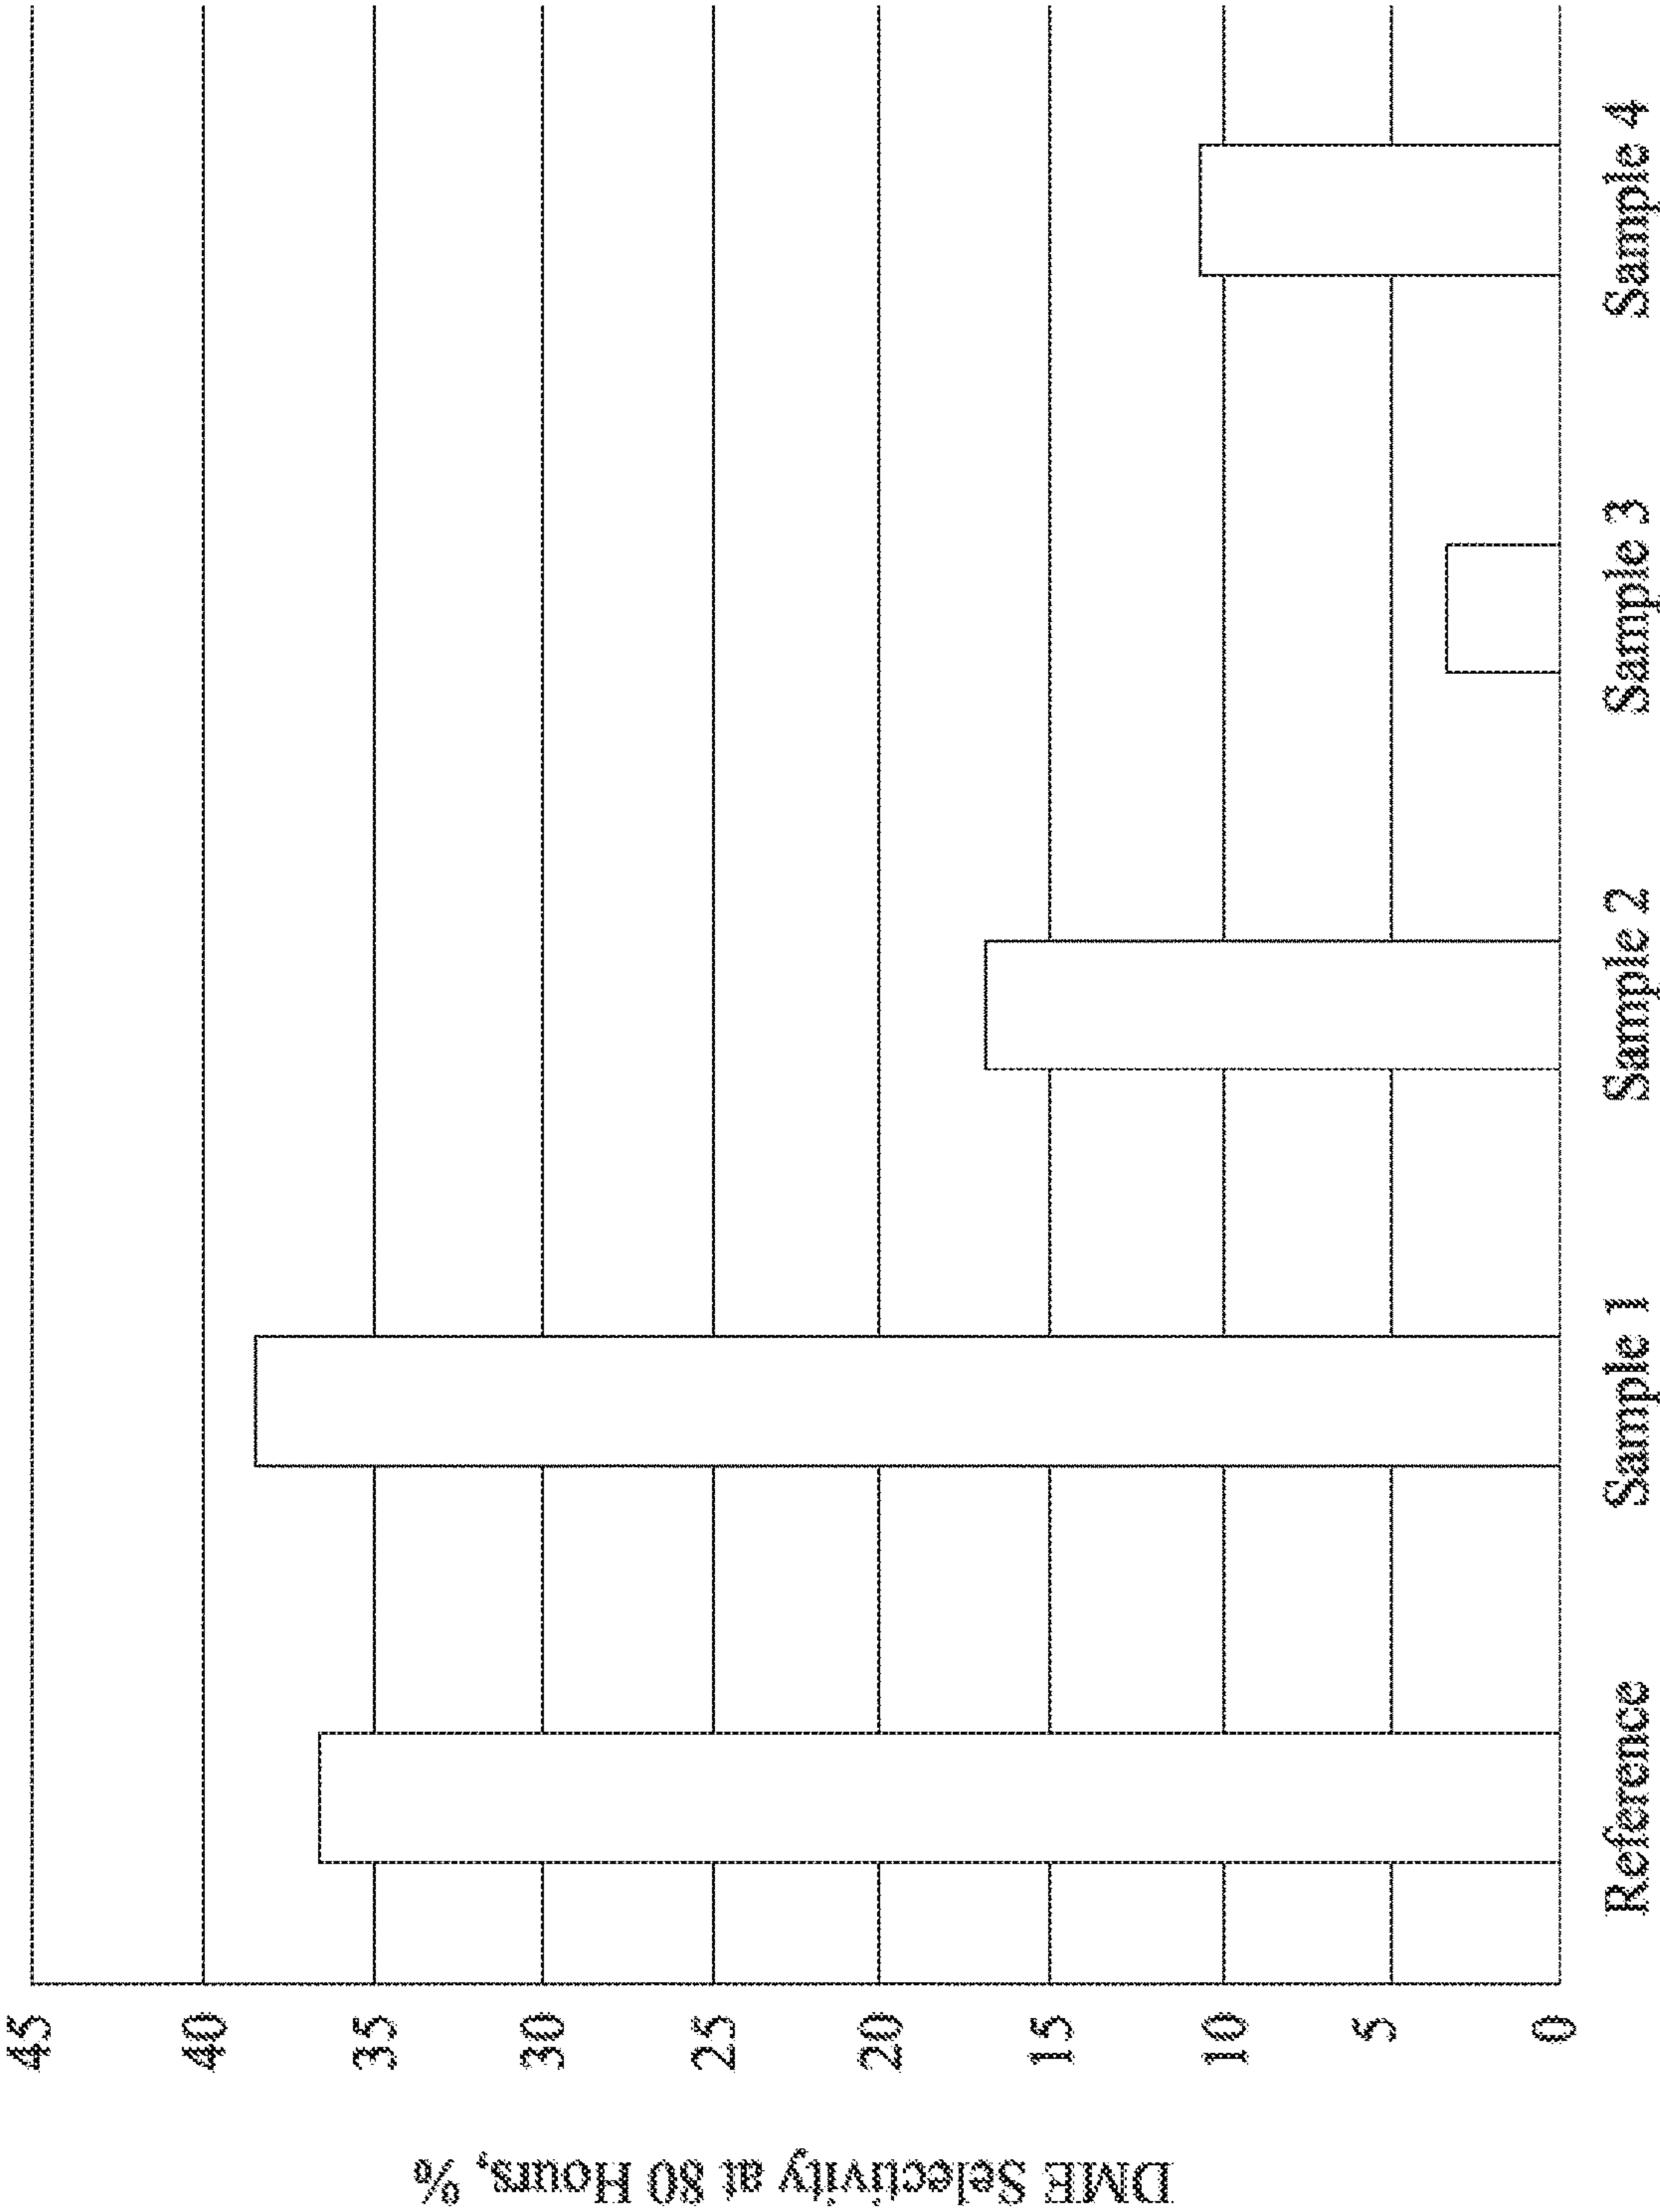 DME Selectivity at 80 Hours, %
45
40
35
30
25
20
15
10
5
0
Reference
Sample 1
Sample 2
Sample 3
Sample 4